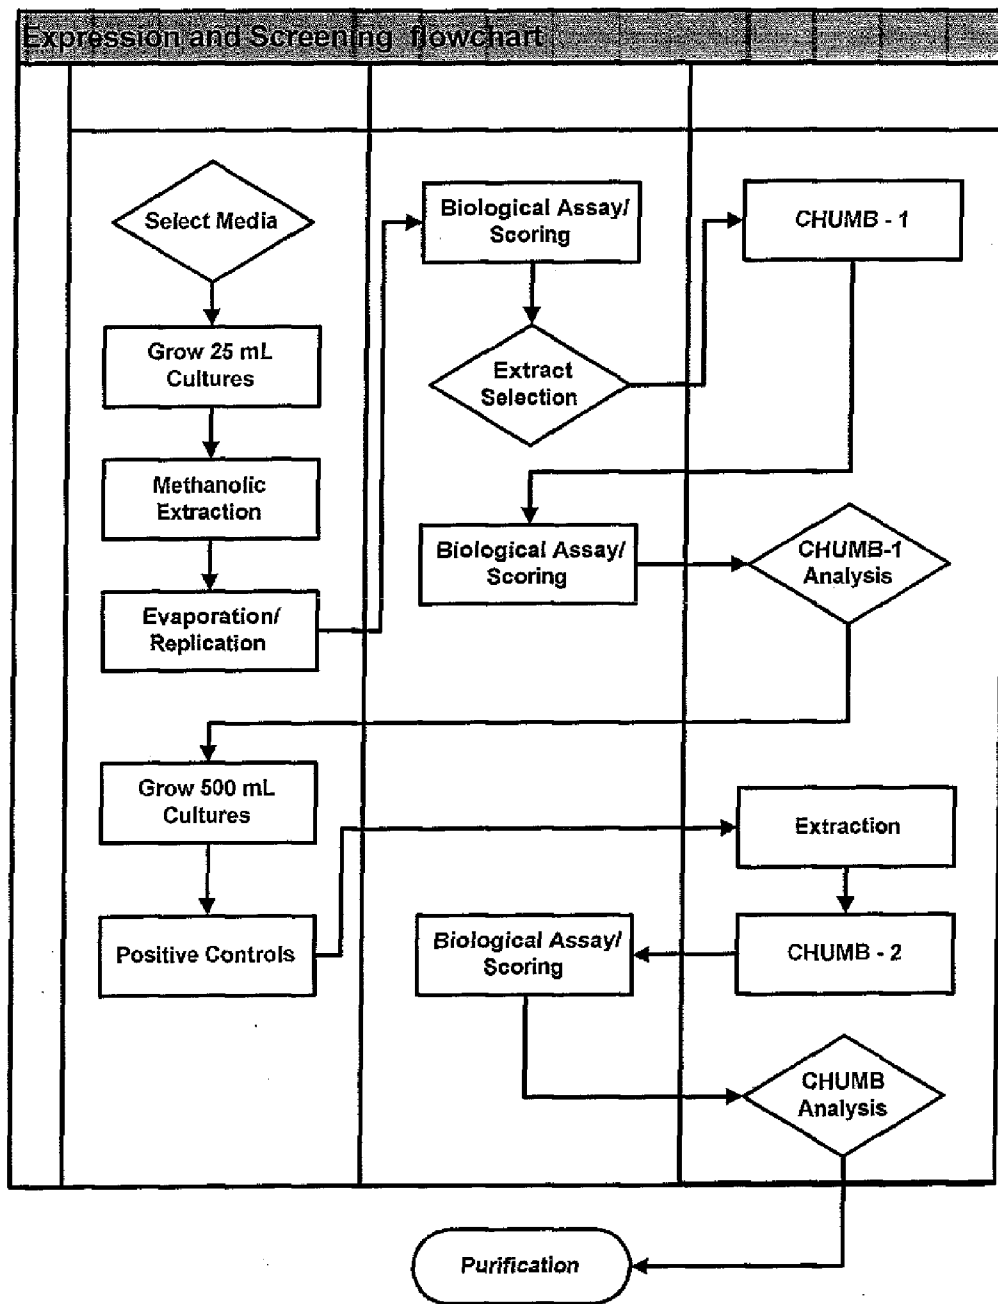 Expression and Screening flowchart
Select Media
Grow 25 mL
Cultures
Methanolic
Extraction
Evaporation/
Replication
Biological Assay/
Scoring
Extract
Selection
CHUMB - 1
Biological Assay/
Scoring
CHUMB-1
Analysis
Grow 500 mL
Cultures
Positive Controls
Extraction
CHUMB - 2
Biological Assay/
Scoring
CHUMB
Analysis
Purification